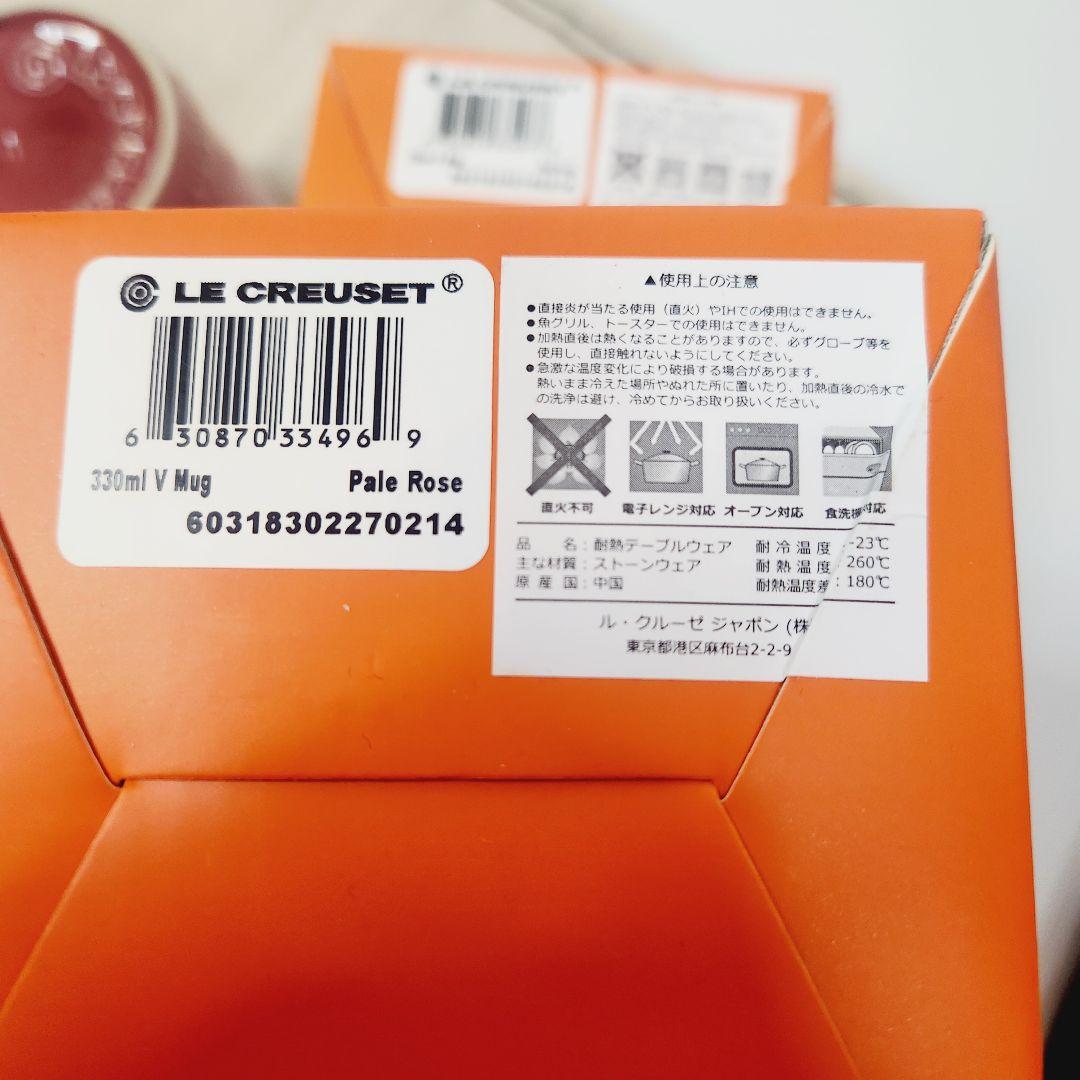 LE CREUSET
LE CREUSET®
6 30870 33496 9
330ml V Mug Pale Rose
60318302270214
▲使用上の注意
●直接炎が当たる使用（直火）やIHでの使用はできません。
●魚グリル、トースターでの使用はできません。
●加熱直後は熱くなることがありますので、必ずグローブ等を
使用し、直接触れないようにしてください。
●急激な温度変化により破損する場合があります。
熱いまま冷えた場所やぬれた所に置いたり、加熱直後の冷水で
の洗浄は避け、冷めてからお取り扱いください。
直火不可 電子レンジ対応 オーブン対応 食洗機対応
品 名：耐熱テーブルウェア 耐冷温度：-23℃
主な材質：ストーンウェア 耐熱温度：260℃
原産国：中国 耐熱温度差：180℃
ル・クルーゼ ジャポン (株
東京都港区麻布台2-2-9